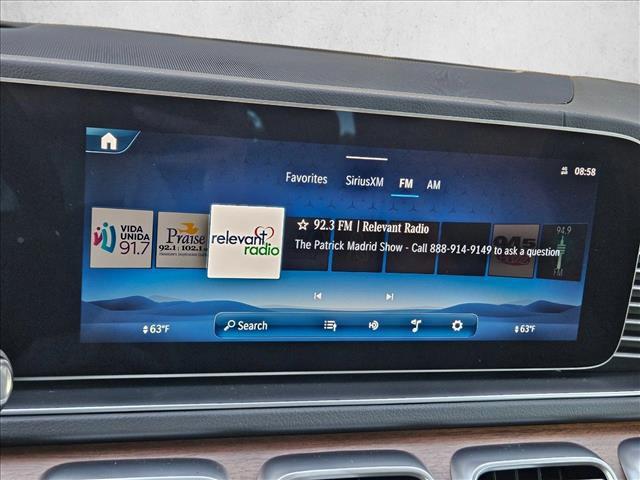 Favorites SiriusXM FM AM
08:58
VIDA
UNIDA
91.7
Praise
92.1 102.1
relevant
radio
92.3 FM | Relevant Radio
The Patrick Madrid Show - Call 888-914-9149 to ask a question
94.5
94.9
FM
63°F
Search
63°F